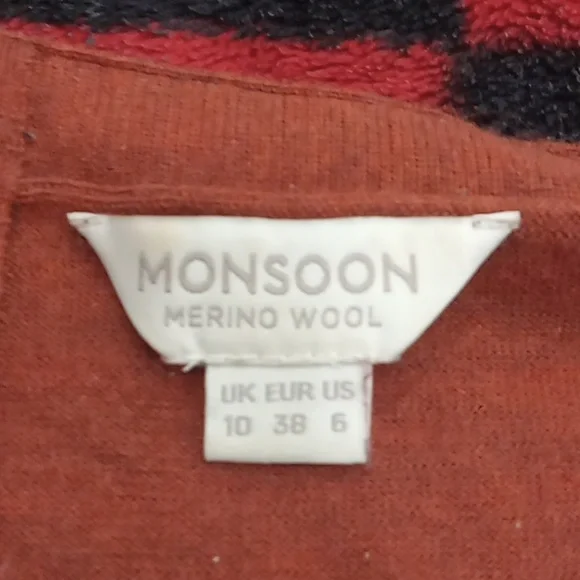 MONSOON
MERINO WOOL
UK EUR US
10 38 6